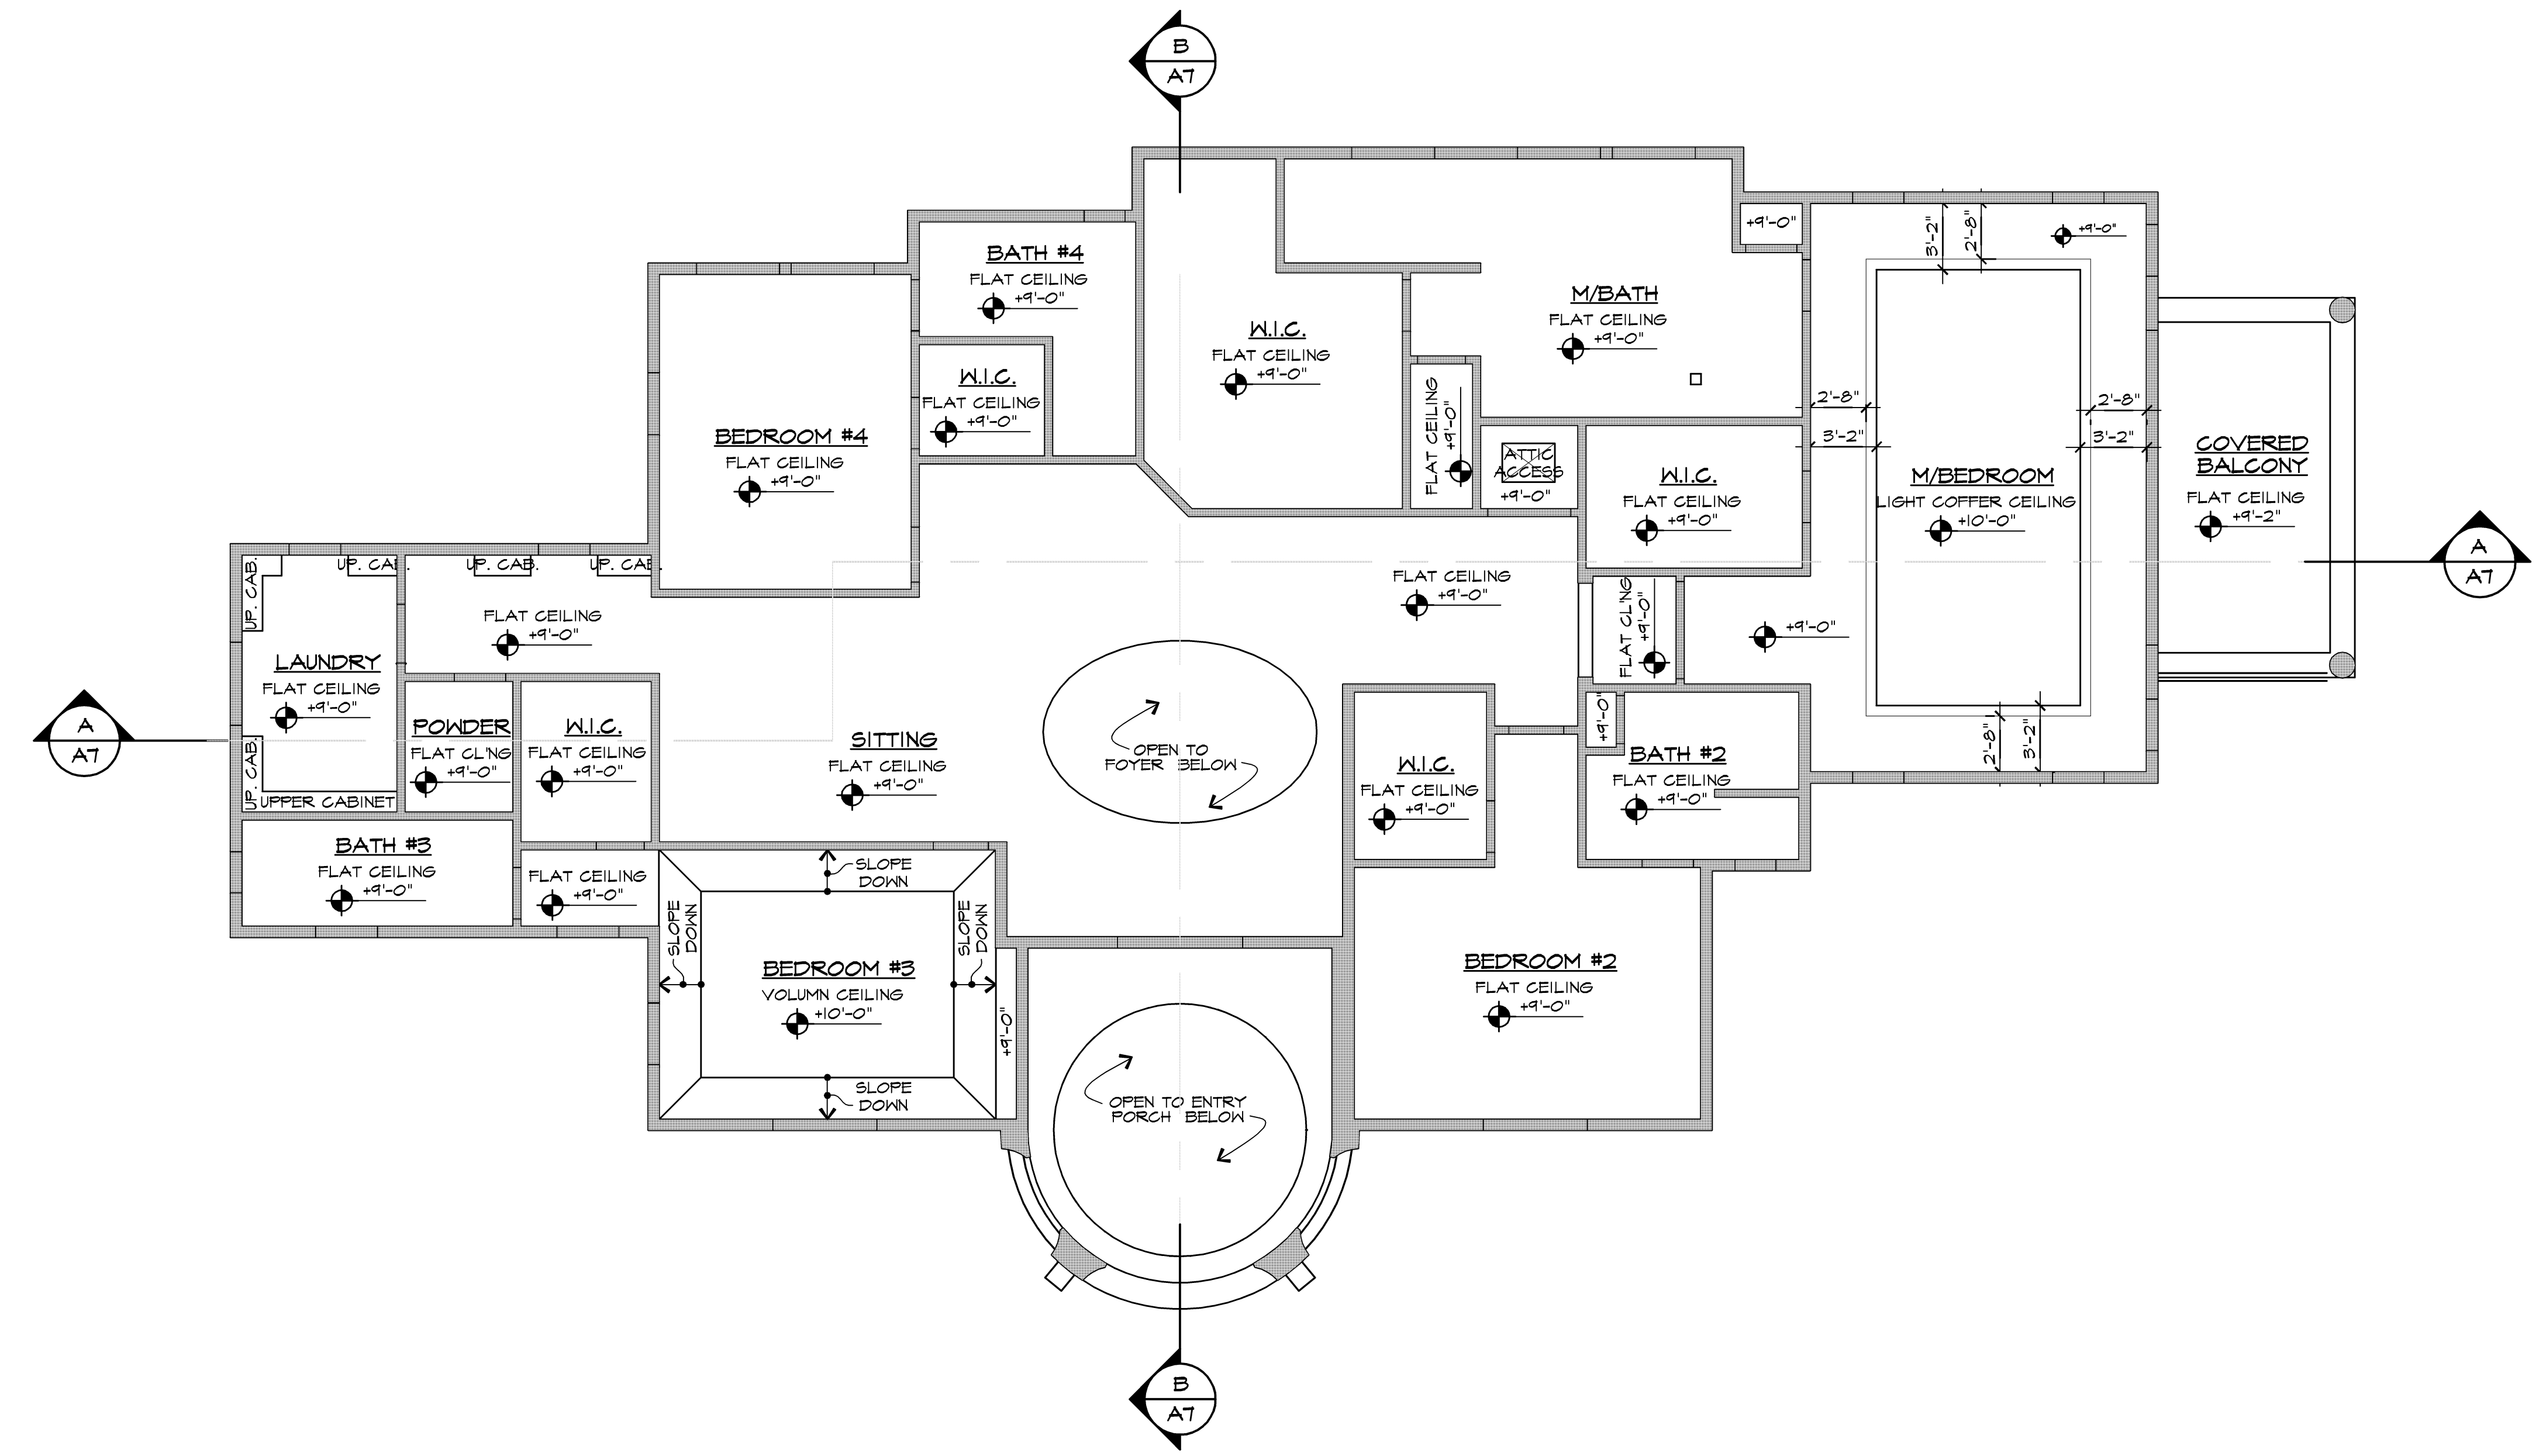 B
A7
+9'-0"
3'-2"
2'-8"
+9'-0"
BATH #4
FLAT CEILING
+9'-0"
M/BATH
FLAT CEILING
+9'-0"
W.I.C.
FLAT CEILING
+9'-0"
W.I.C.
FLAT CEILING
+9'-0"
BEDROOM #4
FLAT CEILING
+9'-0"
FLAT CEILING
+9'-0"
ATTIC
ACCESS
+9'-0"
W.I.C.
FLAT CEILING
+9'-0"
2'-8"
3'-2"
2'-8"
3'-2"
M/BEDROOM
LIGHT COFFER CEILING
+10'-0"
COVERED
BALCONY
FLAT CEILING
+9'-2"
A
A7
UP. CAB.
UP. CAB.
UP. CAB.
UP. CAB.
FLAT CEILING
+9'-0"
FLAT CEILING
+9'-0"
FLAT CL'NG
+9'-0"
+9'-0"
LAUNDRY
FLAT CEILING
+9'-0"
A
A7
POWDER
FLAT CL'NG
+9'-0"
W.I.C.
FLAT CEILING
+9'-0"
SITTING
FLAT CEILING
+9'-0"
OPEN TO
FOYER BELOW
W.I.C.
FLAT CEILING
+9'-0"
+9'-0"
BATH #2
FLAT CEILING
+9'-0"
2'-8"
3'-2"
UP. CAB.
UPPER CABINET
BATH #3
FLAT CEILING
+9'-0"
FLAT CEILING
+9'-0"
SLOPE
DOWN
SLOPE
DOWN
SLOPE
DOWN
BEDROOM #3
VOLUMN CEILING
+10'-0"
+9'-0"
SLOPE
DOWN
BEDROOM #2
FLAT CEILING
+9'-0"
OPEN TO ENTRY
PORCH BELOW
B
A7